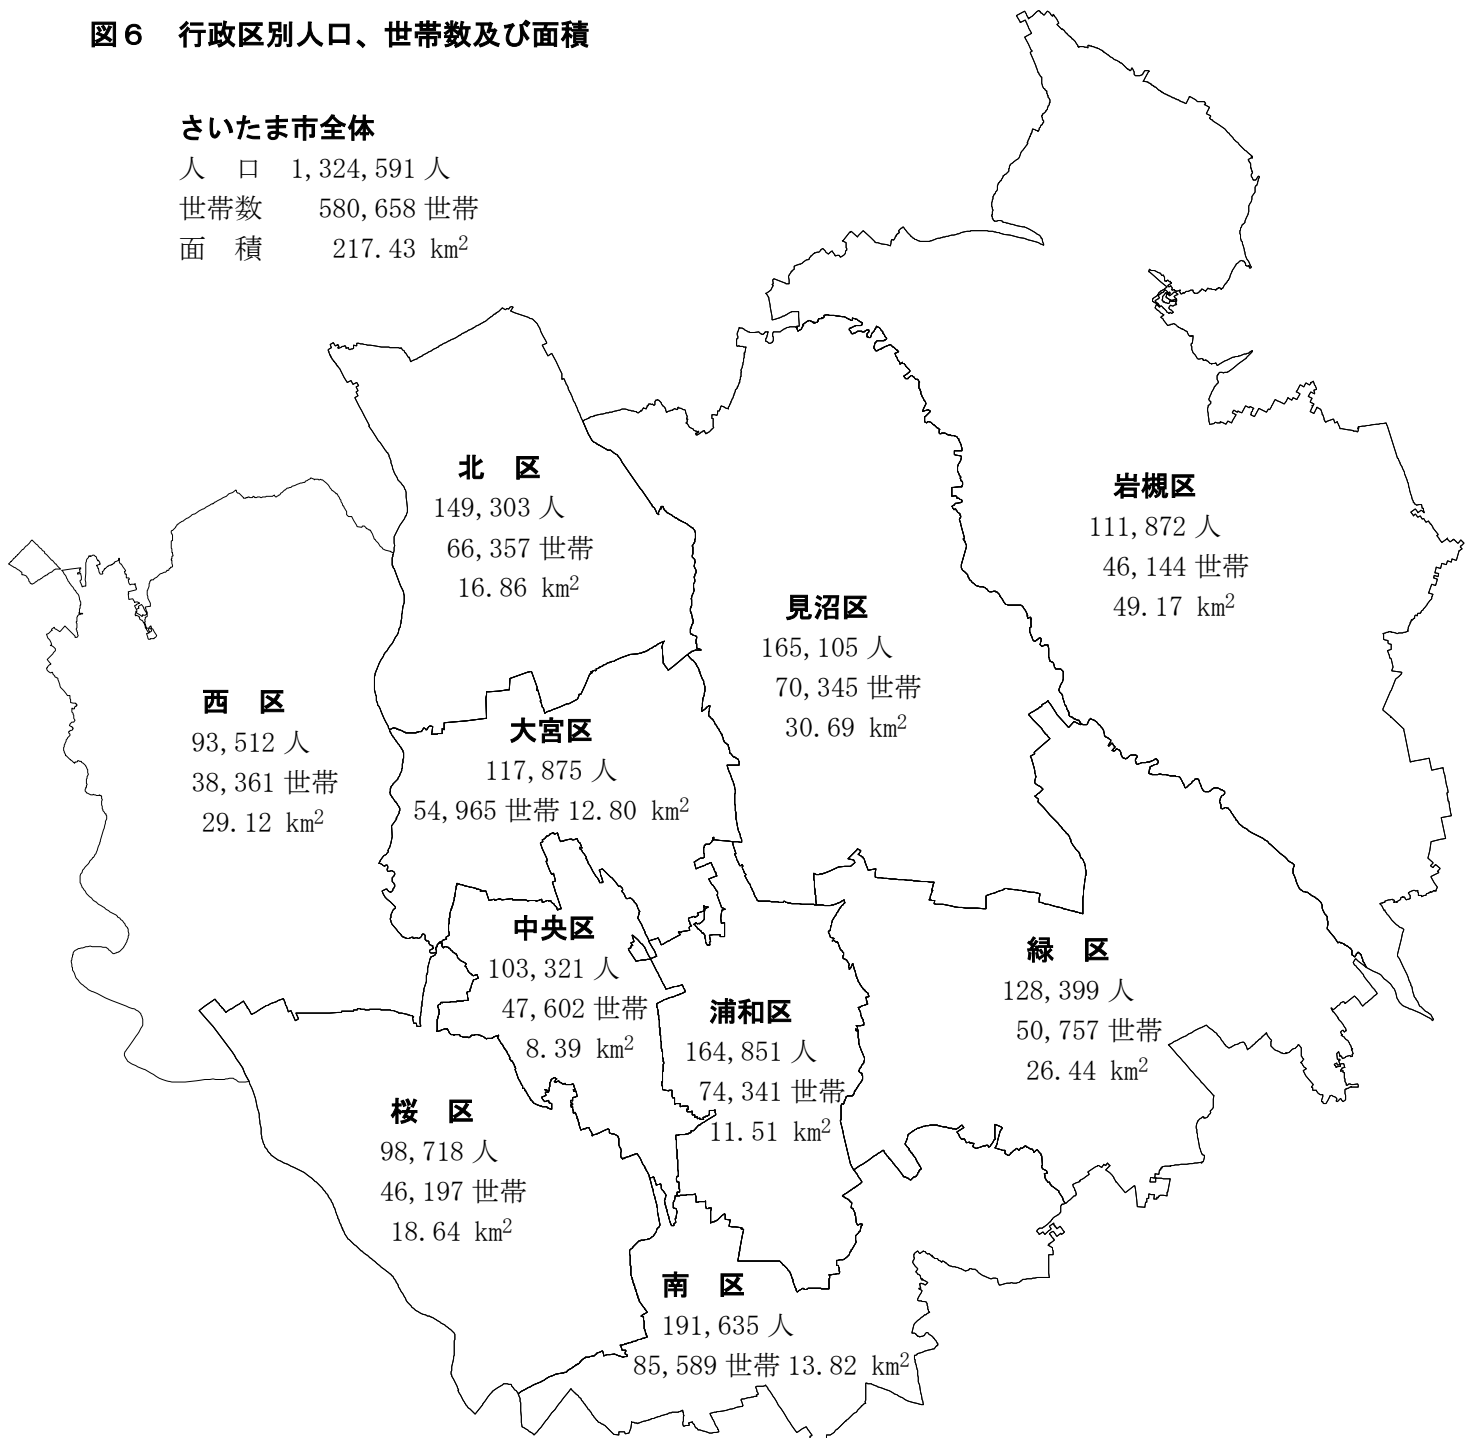 図6 行政区別人口、世帯数及び面積
さいたま市全体
人 口 1,324,591 人
世帯数 580,658 世帯
面 積 217.43 km²
北 区
149,303 人
66,357 世帯
16.86 km²
岩槻区
111,872 人
46,144 世帯
49.17 km²
見沼区
165,105 人
70,345 世帯
30.69 km²
西 区
93,512 人
38,361 世帯
29.12 km²
大宮区
117,875 人
54,965 世帯 12.80 km²
中央区
103,321 人
47,602 世帯
8.39 km²
緑 区
128,399 人
50,757 世帯
26.44 km²
浦和区
164,851 人
74,341 世帯
11.51 km²
桜 区
98,718 人
46,197 世帯
18.64 km²
南 区
191,635 人
85,589 世帯 13.82 km²